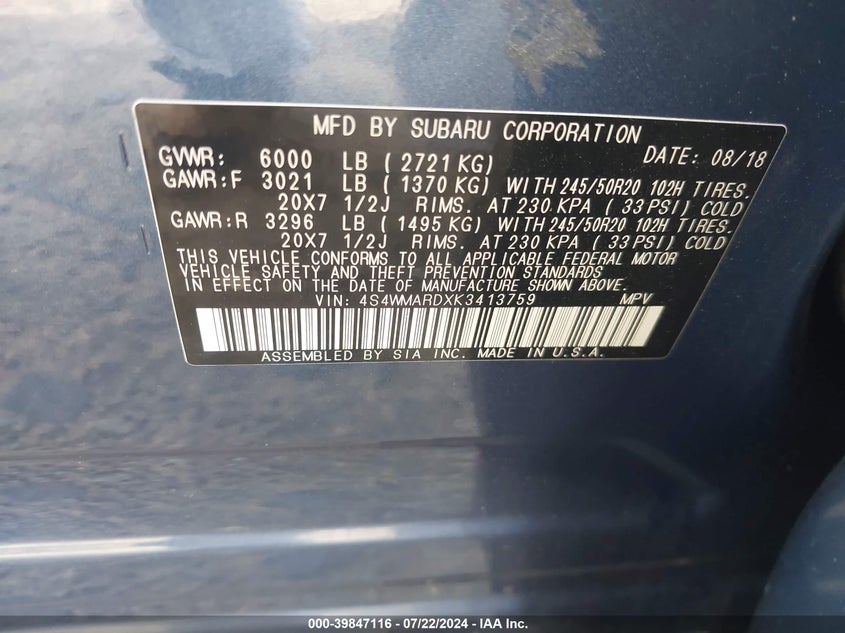 MFD BY SUBARU CORPORATION
GVWR: 6000 LB ( 2721 KG) DATE: 08/18
GAWR:F 3021 LB ( 1370 KG) WITH 245/50R20 102H TIRES.
20X7 1/2J RIMS. AT 230 KPA ( 33 PSI) COLD
GAWR:R 3296 LB ( 1495 KG) WITH 245/50R20 102H TIRES.
20X7 1/2J RIMS. AT 230 KPA ( 33 PSI) COLD
THIS VEHICLE CONFORMS TO ALL APPLICABLE FEDERAL MOTOR
VEHICLE SAFETY AND THEFT PREVENTION STANDARDS
IN EFFECT ON THE DATE OF MANUFACTURE SHOWN ABOVE.
VIN: 4S4WMARDXK3413759 MPV
ASSEMBLED BY SIA INC. MADE IN U.S.A.
000-39847116 - 07/22/2024 - IAA Inc.